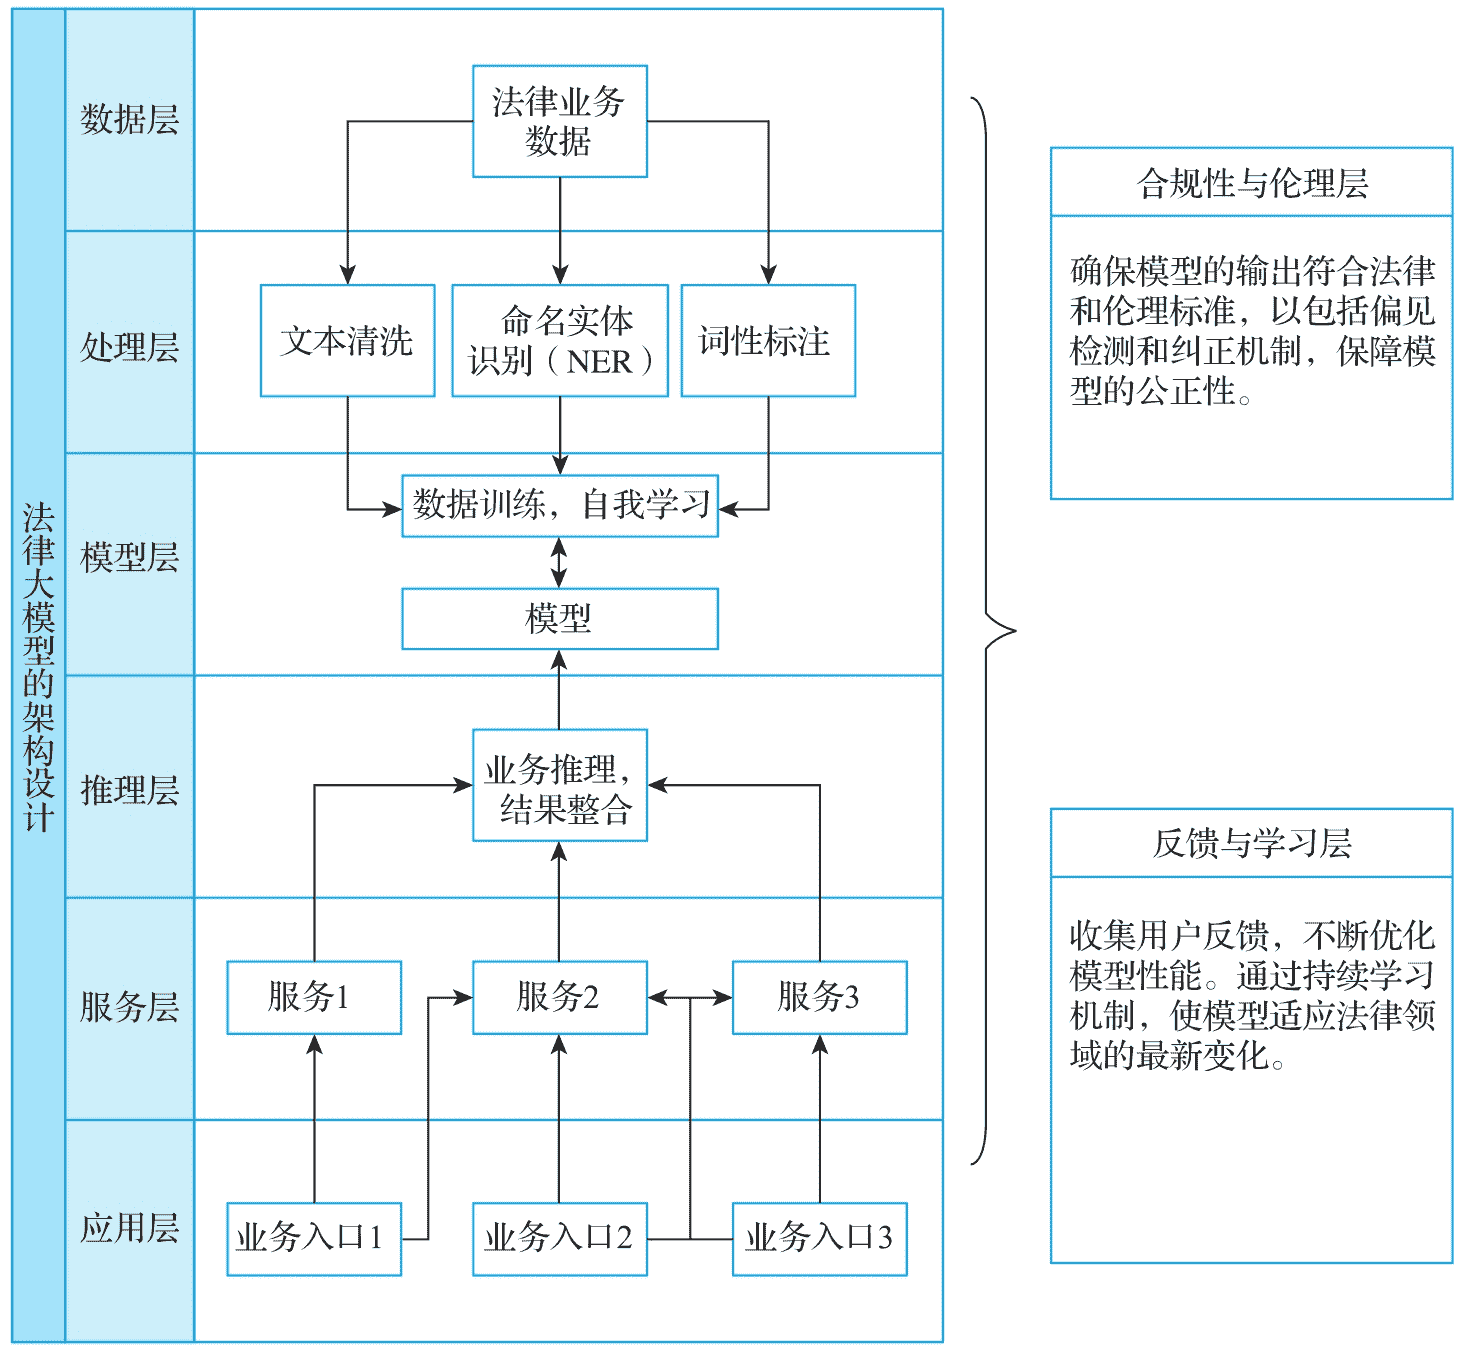 法律大模型的架构设计
数据层
法律业务
数据
处理层
文本清洗
命名实体
识别（NER）
词性标注
模型层
数据训练，自我学习
模型
推理层
业务推理，
结果整合
服务层
服务1
服务2
服务3
应用层
业务入口1
业务入口2
业务入口3
合规性与伦理层
确保模型的输出符合法律
和伦理标准，以包括偏见
检测和纠正机制，保障模
型的公正性。
反馈与学习层
收集用户反馈，不断优化
模型性能。通过持续学习
机制，使模型适应法律领
域的最新变化。